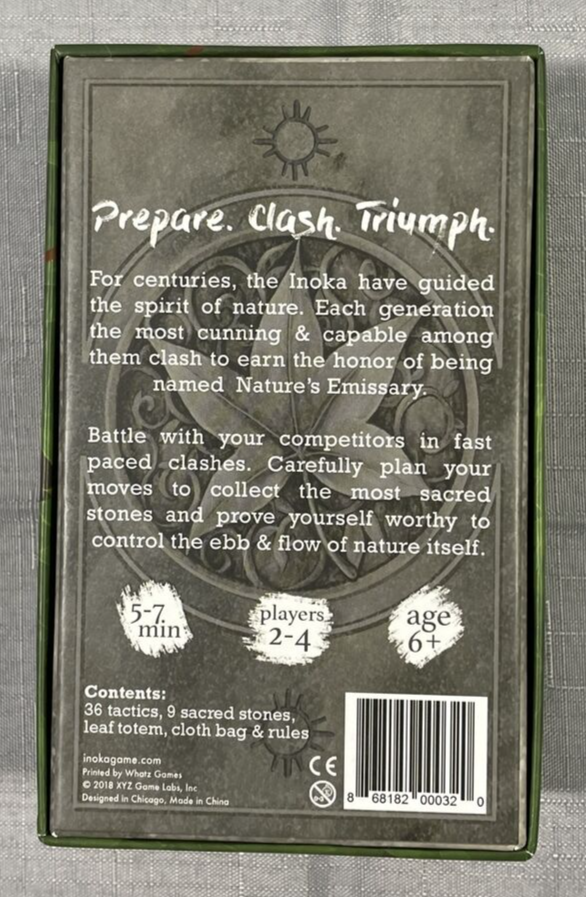 Prepare. Clash. Triumph.
For centuries, the Inoka have guided
the spirit of nature. Each generation
the most cunning & capable among
them clash to earn the honor of being
named Nature's Emissary.
Battle with your competitors in fast
paced clashes. Carefully plan your
moves to collect the most sacred
stones and prove yourself worthy to
control the ebb & flow of nature itself.
5-7
min
players
2-4
age
6+
Contents:
36 tactics, 9 sacred stones,
leaf totem, cloth bag & rules
inokagame.com
Printed by Whatz Games
© 2018 XYZ Game Labs, Inc
Designed in Chicago, Made in China
CE
0-3
8 68182 00032 0